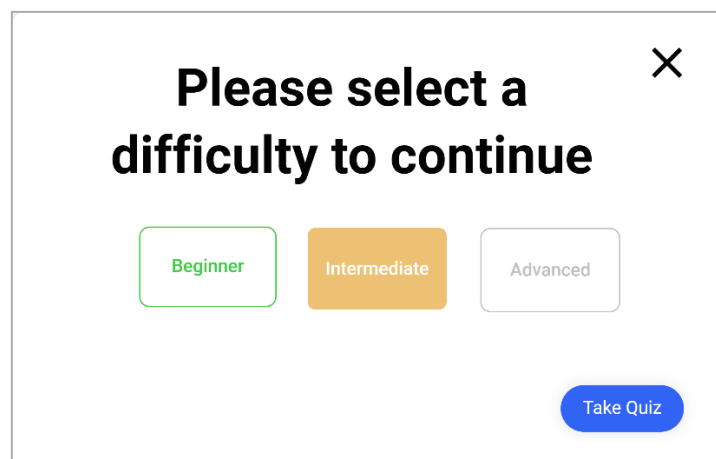 Please select a
difficulty to continue
Beginner
Intermediate
Advanced
Take Quiz